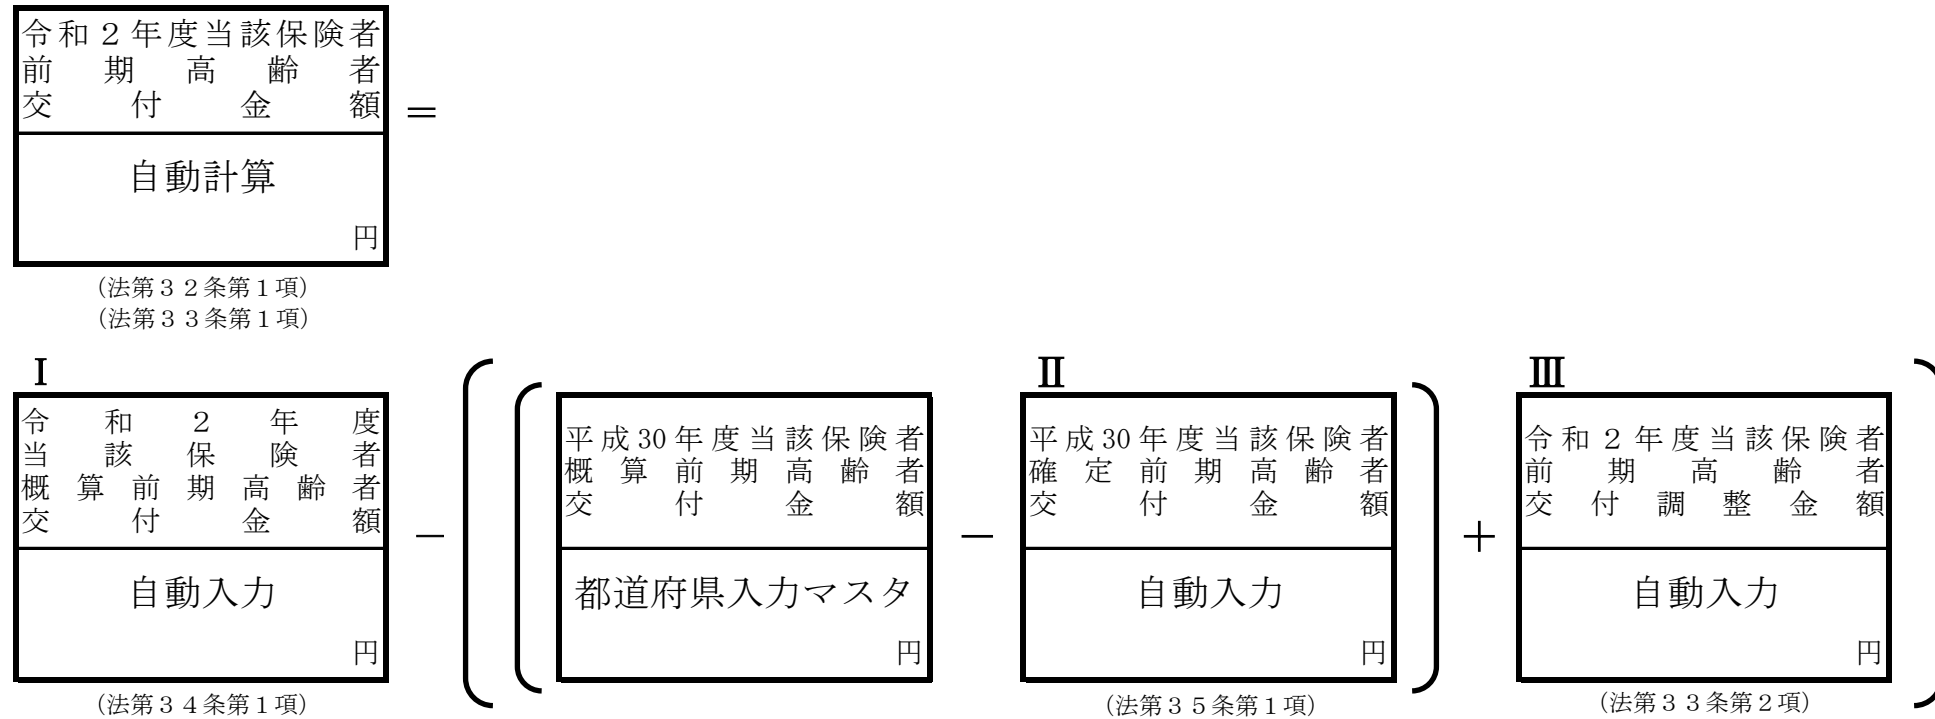 令和２年度当該保険者
前期高齢者
交付金額
＝
自動計算
円
（法第３２条第１項）
（法第３３条第１項）
Ⅰ
令和２年度
当該保険者
概算前期高齢者
交付金額
自動入力
円
（法第３４条第１項）
－
平成30年度当該保険者
概算前期高齢者
交付金額
都道府県入力マスタ
円
－
Ⅱ
平成30年度当該保険者
確定前期高齢者
交付金額
自動入力
円
（法第３５条第１項）
＋
Ⅲ
令和２年度当該保険者
前期高齢者
交付調整金額
自動入力
円
（法第３３条第２項）